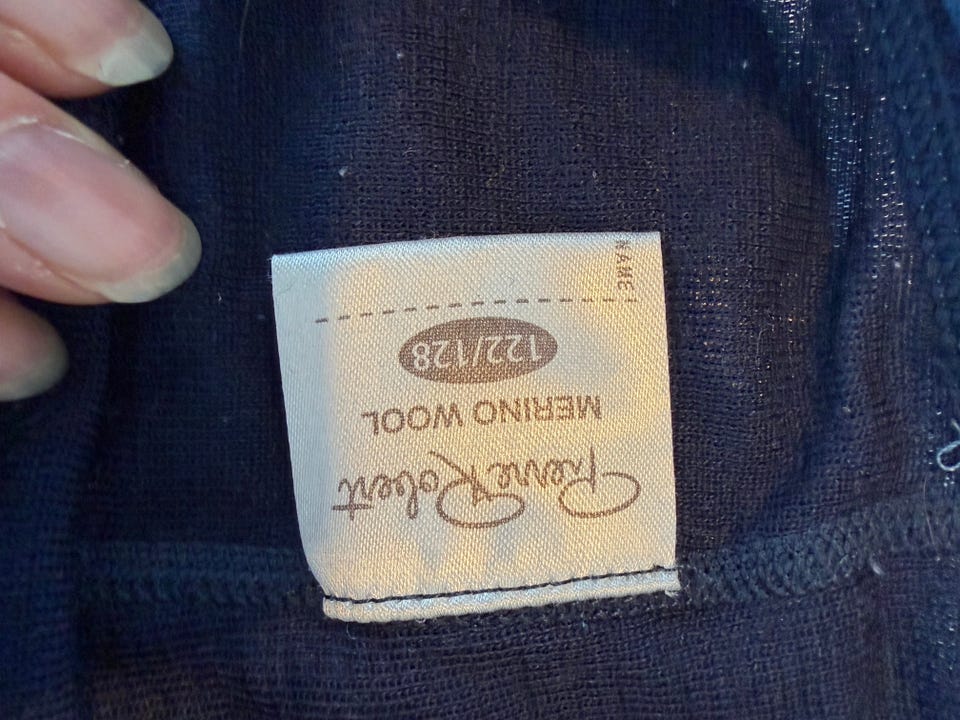 Pierre Robert
MERINO WOOL
122/128
NAME